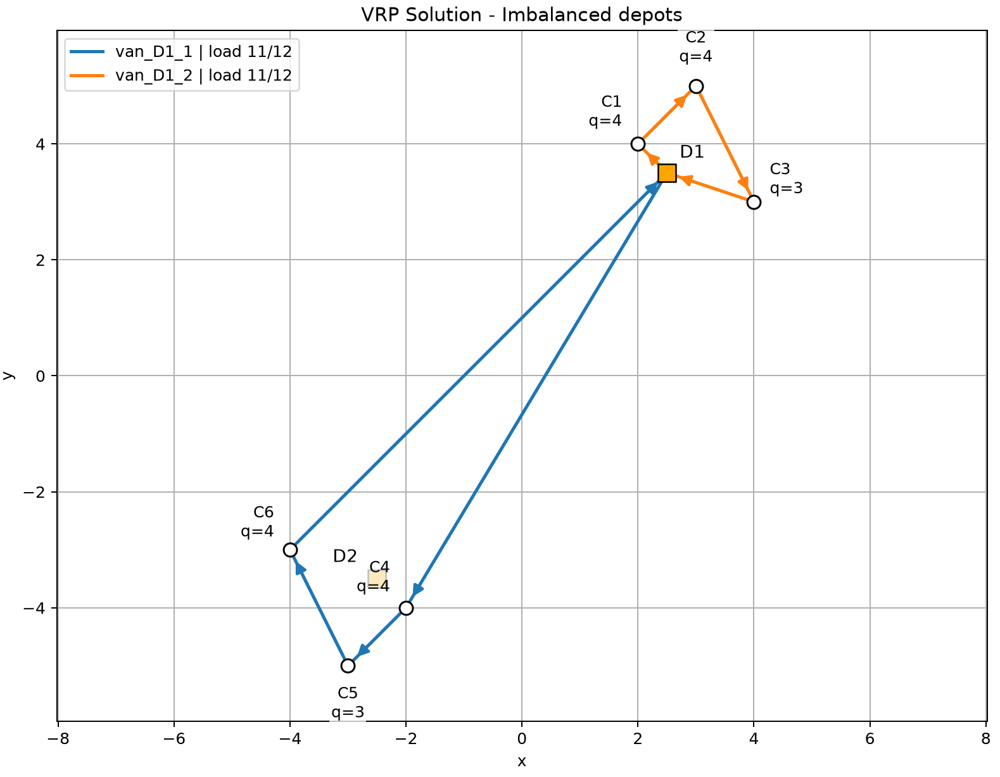 VRP Solution - Imbalanced depots
van_D1_1 | load 11/12
van_D1_2 | load 11/12
C2
q=4
C1
q=4
D1
C3
q=3
C6
q=4
D2
C4
q=4
C5
q=3
4
2
0
−2
−4
y
−8
−6
−4
−2
0
2
4
6
8
x